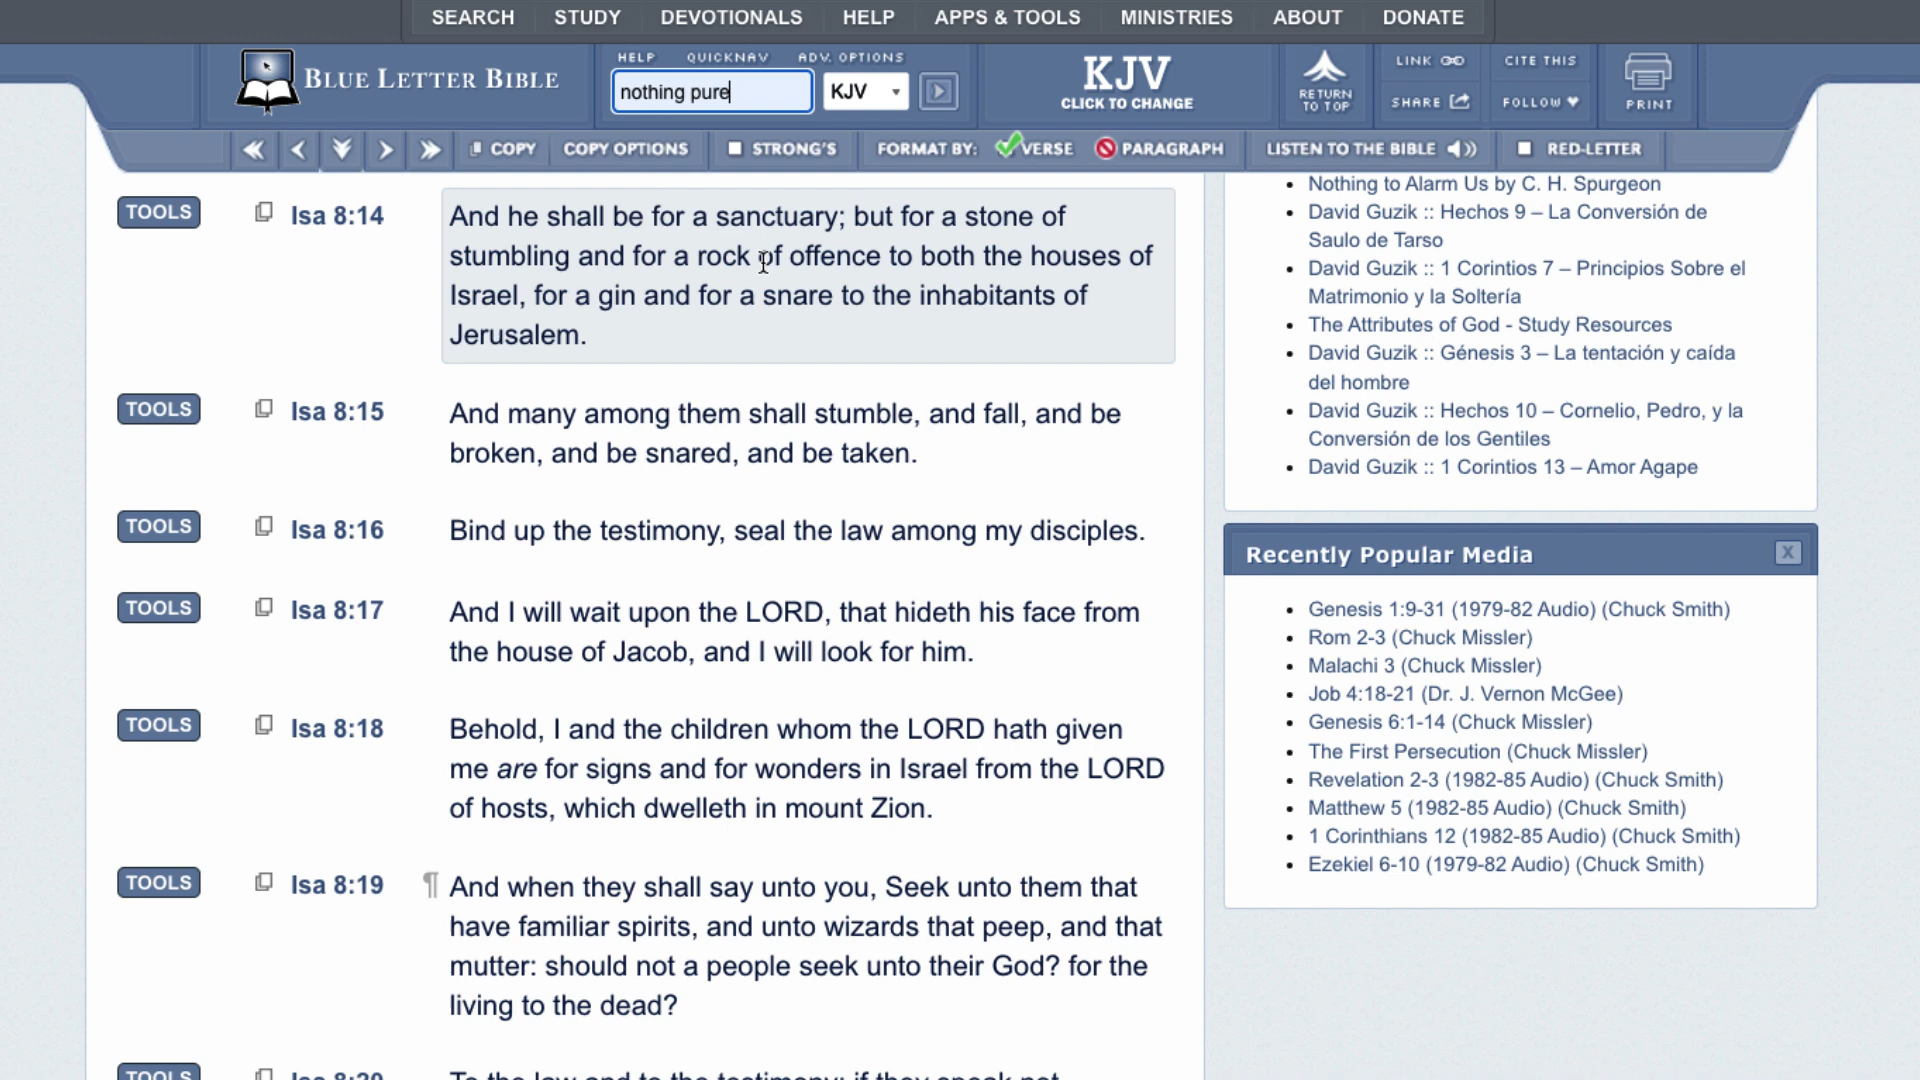 SEARCH STUDY DEVOTIONALS HELP APPS & TOOLS MINISTRIES ABOUT DONATE
BLUE LETTER BIBLE
HELP QUICKNAV ADV. OPTIONS
nothing pure KJV
KJV
CLICK TO CHANGE
RETURN
TO TOP
LINK
SHARE
CITE THIS
FOLLOW
PRINT
COPY COPY OPTIONS STRONG'S FORMAT BY: VERSE PARAGRAPH LISTEN TO THE BIBLE RED-LETTER
TOOLS Isa 8:14 And he shall be for a sanctuary; but for a stone of
stumbling and for a rock of offence to both the houses of
Israel, for a gin and for a snare to the inhabitants of
Jerusalem.
TOOLS Isa 8:15 And many among them shall stumble, and fall, and be
broken, and be snared, and be taken.
TOOLS Isa 8:16 Bind up the testimony, seal the law among my disciples.
TOOLS Isa 8:17 And I will wait upon the LORD, that hideth his face from
the house of Jacob, and I will look for him.
TOOLS Isa 8:18 Behold, I and the children whom the LORD hath given
me are for signs and for wonders in Israel from the LORD
of hosts, which dwelleth in mount Zion.
TOOLS Isa 8:19 ¶ And when they shall say unto you, Seek unto them that
have familiar spirits, and unto wizards that peep, and that
mutter: should not a people seek unto their God? for the
living to the dead?
TOOLS Isa 8:20 To the law and to the testimony: if they speak not
Nothing to Alarm Us by C. H. Spurgeon
David Guzik :: Hechos 9 – La Conversión de
Saulo de Tarso
David Guzik :: 1 Corintios 7 – Principios Sobre el
Matrimonio y la Soltería
The Attributes of God - Study Resources
David Guzik :: Génesis 3 – La tentación y caída
del hombre
David Guzik :: Hechos 10 – Cornelio, Pedro, y la
Conversión de los Gentiles
David Guzik :: 1 Corintios 13 – Amor Agape
Recently Popular Media X
Genesis 1:9-31 (1979-82 Audio) (Chuck Smith)
Rom 2-3 (Chuck Missler)
Malachi 3 (Chuck Missler)
Job 4:18-21 (Dr. J. Vernon McGee)
Genesis 6:1-14 (Chuck Missler)
The First Persecution (Chuck Missler)
Revelation 2-3 (1982-85 Audio) (Chuck Smith)
Matthew 5 (1982-85 Audio) (Chuck Smith)
1 Corinthians 12 (1982-85 Audio) (Chuck Smith)
Ezekiel 6-10 (1979-82 Audio) (Chuck Smith)